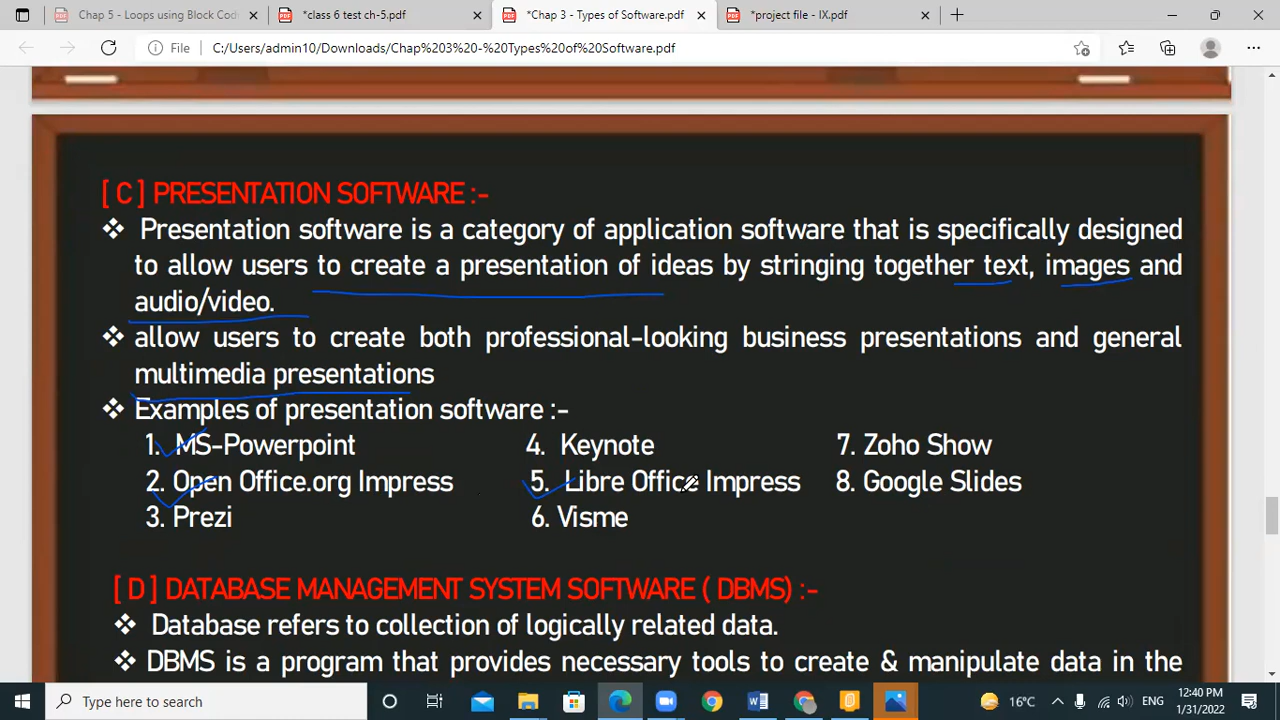 Chap 5 - Loops using Block Cod
*class 6 test ch-5.pdf
*Chap 3 - Types of Software.pdf
*project file - IX.pdf
File
C:/Users/admin10/Downloads/Chap%203%20-%20Types%20of%20Software.pdf
[ C ] PRESENTATION SOFTWARE :-
❖ Presentation software is a category of application software that is specifically designed
to allow users to create a presentation of ideas by stringing together text, images and
audio/video.
❖ allow users to create both professional-looking business presentations and general
multimedia presentations
❖ Examples of presentation software :-
1. MS-Powerpoint 4. Keynote 7. Zoho Show
2. Open Office.org Impress 5. Libre Office Impress 8. Google Slides
3. Prezi 6. Visme
[ D ] DATABASE MANAGEMENT SYSTEM SOFTWARE ( DBMS) :-
❖ Database refers to collection of logically related data.
❖ DBMS is a program that provides necessary tools to create & manipulate data in the
Type here to search
16°C
ENG
12:40 PM
1/31/2022